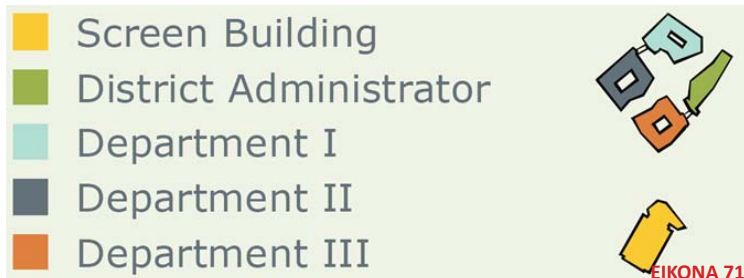 Screen Building
District Administrator
Department I
Department II
Department III
EIKONA 71